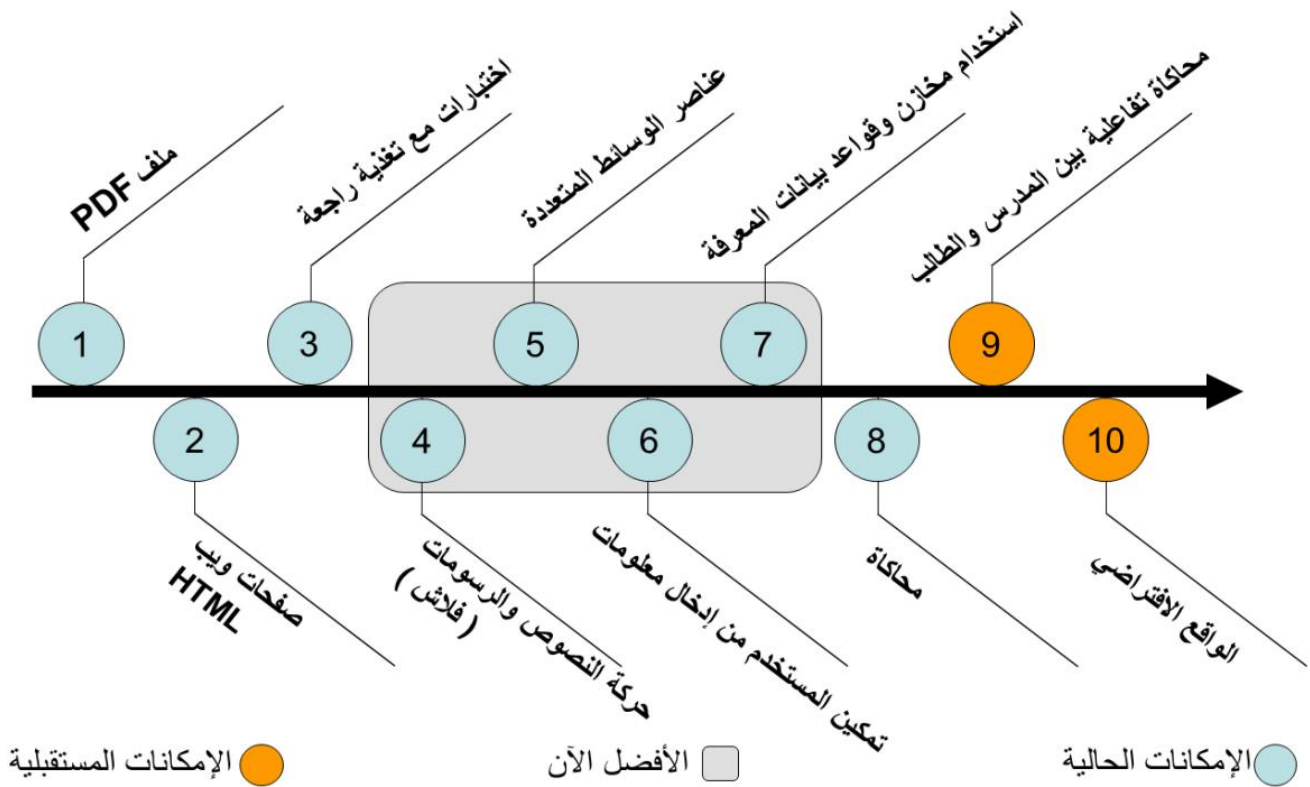 ملف PDF
اختبارات مع تغذية راجعة
عناصر الوسائط المتعددة
استخدام مخازن وقواعد بيانات المعرفة
محاكاة تفاعلية بين المدرس والطالب
1
3
5
7
9
2
4
6
8
10
صفحات ويب
HTML
حركة النصوص والرسومات
( فلاش )
تمكين المستخدم من إدخال معلومات
محاكاة
الواقع الافتراضي
الإمكانات الحالية
الأفضل الآن
الإمكانات المستقبلية